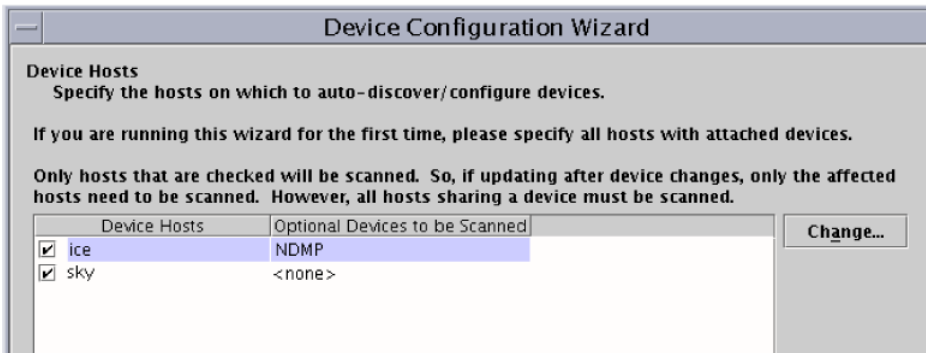 Device Configuration Wizard
Device Hosts
Specify the hosts on which to auto-discover/configure devices.
If you are running this wizard for the first time, please specify all hosts with attached devices.
Only hosts that are checked will be scanned. So, if updating after device changes, only the affected
hosts need to be scanned. However, all hosts sharing a device must be scanned.
Device Hosts Optional Devices to be Scanned
Change...
ice NDMP
sky <none>